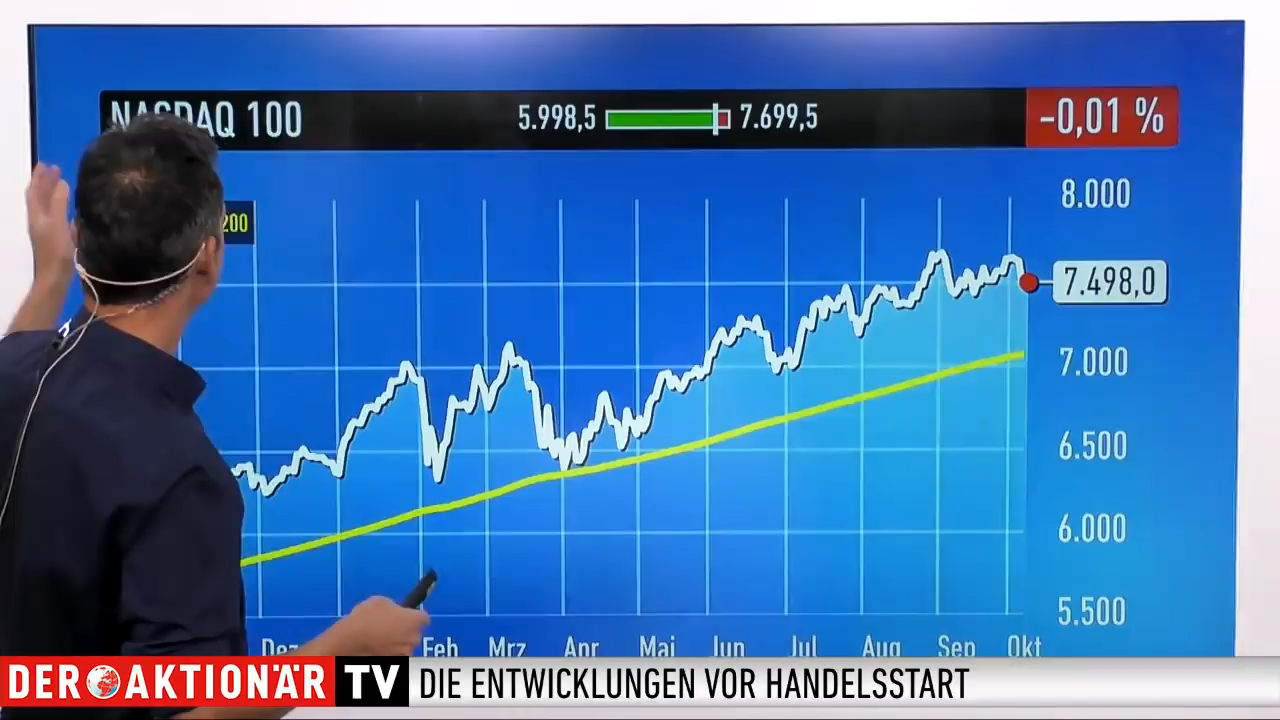 NASDAQ 100 5.998,5 7.699,5 -0,01 %
200
8.000
7.498,0
7.000
6.500
6.000
5.500
Feb Mrz Apr Mai Jun Jul Aug Sep Okt
DER AKTIONÄR TV DIE ENTWICKLUNGEN VOR HANDELSSTART